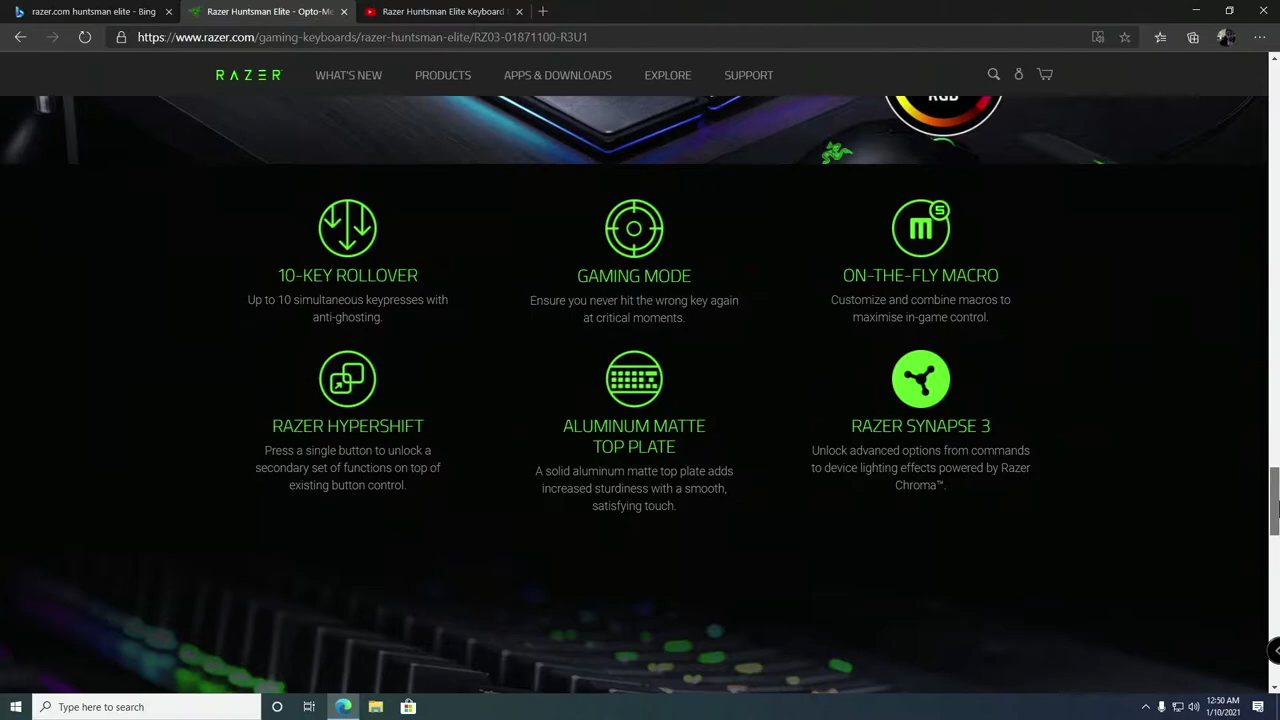 razer.com huntsman elite - Bing
Razer Huntsman Elite - Opto-Me
Razer Huntsman Elite Keyboard
https://www.razer.com/gaming-keyboards/razer-huntsman-elite/RZ03-01871100-R3U1
RAZER
WHAT'S NEW
PRODUCTS
APPS & DOWNLOADS
EXPLORE
SUPPORT
RGB
10-KEY ROLLOVER
Up to 10 simultaneous keypresses with
anti-ghosting.
GAMING MODE
Ensure you never hit the wrong key again
at critical moments.
M S
ON-THE-FLY MACRO
Customize and combine macros to
maximise in-game control.
RAZER HYPERSHIFT
Press a single button to unlock a
secondary set of functions on top of
existing button control.
ALUMINUM MATTE
TOP PLATE
A solid aluminum matte top plate adds
increased sturdiness with a smooth,
satisfying touch.
RAZER SYNAPSE 3
Unlock advanced options from commands
to device lighting effects powered by Razer
Chroma™.
Type here to search
12:50 AM
1/10/2021